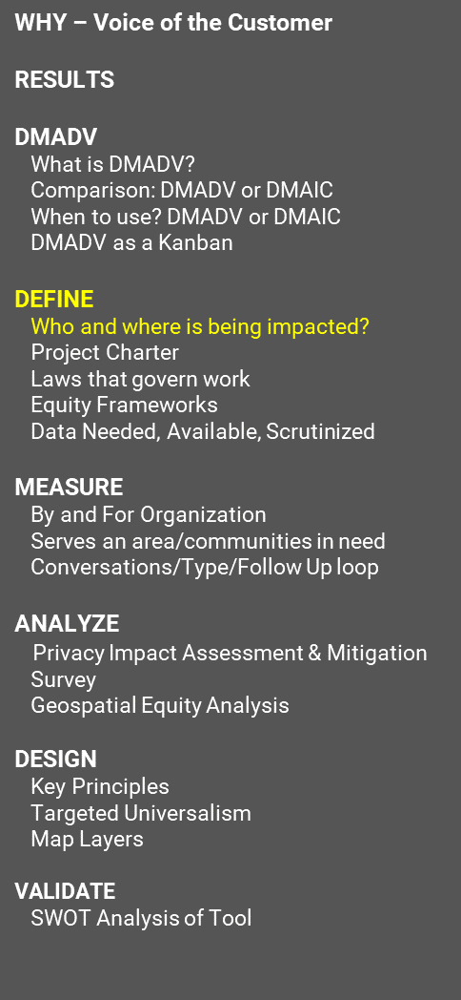 WHY – Voice of the Customer
RESULTS
DMADV
What is DMADV?
Comparison: DMADV or DMAIC
When to use? DMADV or DMAIC
DMADV as a Kanban
DEFINE
Who and where is being impacted?
Project Charter
Laws that govern work
Equity Frameworks
Data Needed, Available, Scrutinized
MEASURE
By and For Organization
Serves an area/communities in need
Conversations/Type/Follow Up loop
ANALYZE
Privacy Impact Assessment & Mitigation
Survey
Geospatial Equity Analysis
DESIGN
Key Principles
Targeted Universalism
Map Layers
VALIDATE
SWOT Analysis of Tool